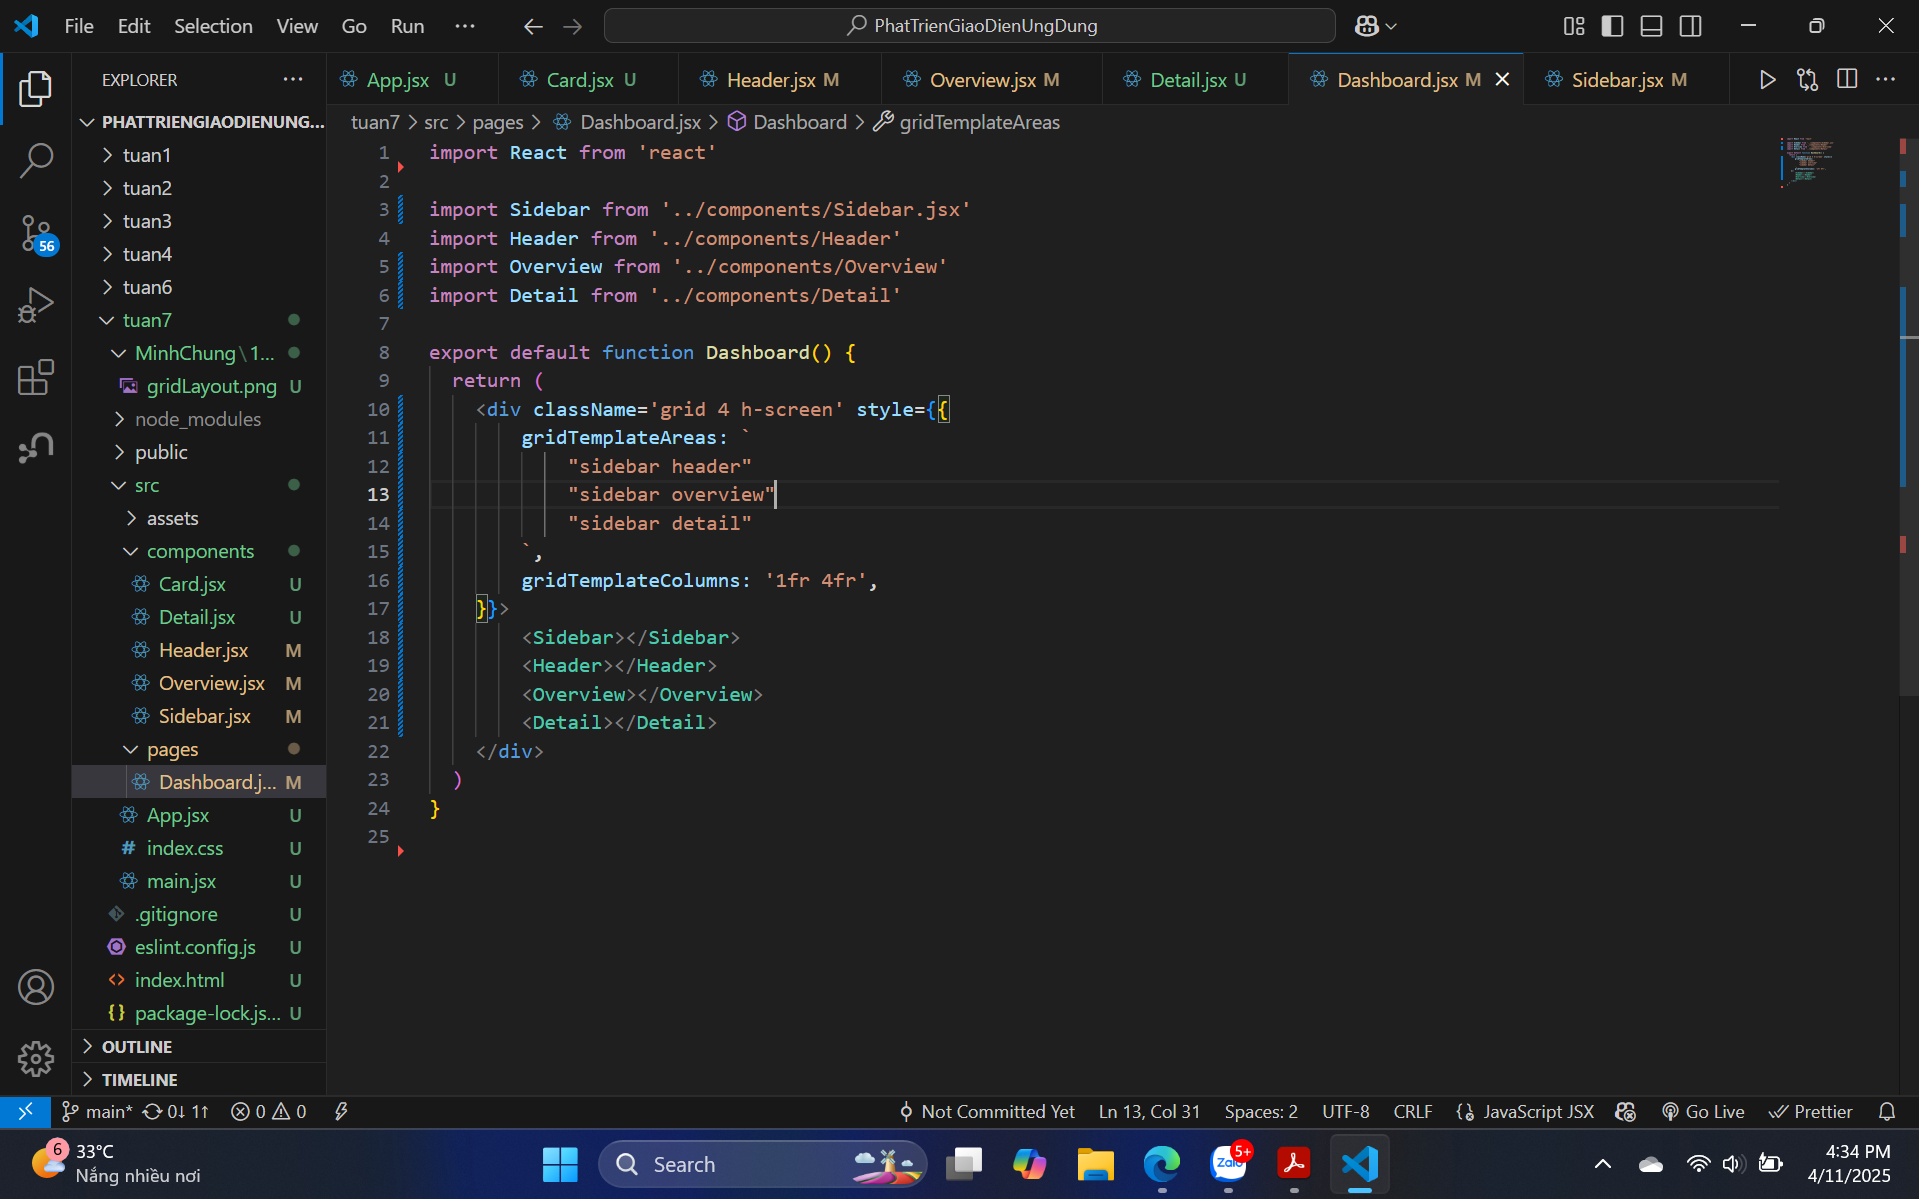 File Edit Selection View Go Run ··· PhatTrienGiaoDienUngDung
EXPLORER ···
App.jsx U Card.jsx U Header.jsx M Overview.jsx M Detail.jsx U Dashboard.jsx M Sidebar.jsx M
PHATTRIENGIAODIENUNG...
tuan7 > src > pages > Dashboard.jsx > Dashboard > gridTemplateAreas
tuan1
tuan2
tuan3
tuan4
tuan6
tuan7
MinhChung\1...
gridLayout.png U
node_modules
public
src
assets
components
Card.jsx U
Detail.jsx U
Header.jsx M
Overview.jsx M
Sidebar.jsx M
pages
Dashboard.j... M
App.jsx U
index.css U
main.jsx U
.gitignore U
eslint.config.js U
index.html U
package-lock.js... U
OUTLINE
TIMELINE
56
1 import React from 'react'
2
3 import Sidebar from '../components/Sidebar.jsx'
4 import Header from '../components/Header'
5 import Overview from '../components/Overview'
6 import Detail from '../components/Detail'
7
8 export default function Dashboard() {
9 return (
10 <div className='grid 4 h-screen' style={{
11 gridTemplateAreas: `
12 "sidebar header"
13 "sidebar overview"
14 "sidebar detail"
15 `,
16 gridTemplateColumns: '1fr 4fr',
17 }}>
18 <Sidebar></Sidebar>
19 <Header></Header>
20 <Overview></Overview>
21 <Detail></Detail>
22 </div>
23 )
24 }
25
main* 0↓ 1↑ 0 0 Not Committed Yet Ln 13, Col 31 Spaces: 2 UTF-8 CRLF {} JavaScript JSX Go Live Prettier
6 33°C
Nắng nhiều nơi
Search
Zalo 5+
4:34 PM
4/11/2025